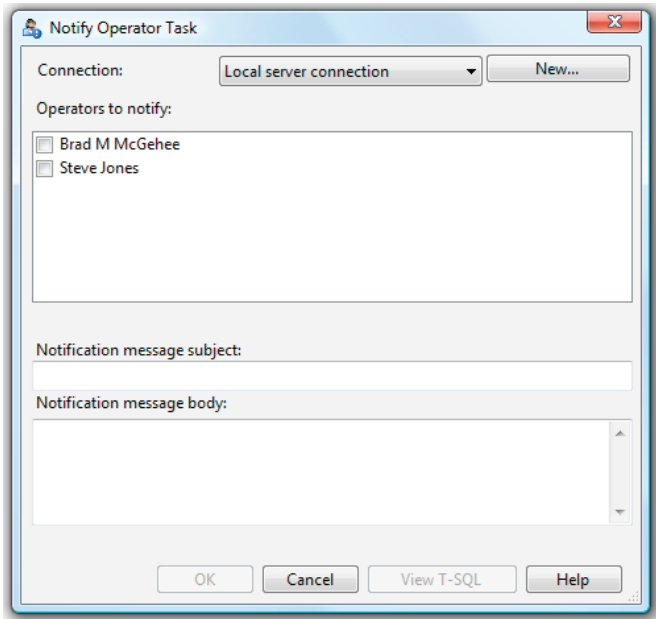 Notify Operator Task
Connection: Local server connection New...
Operators to notify:
Brad M McGehee
Steve Jones
Notification message subject:
Notification message body:
OK Cancel View T-SQL Help